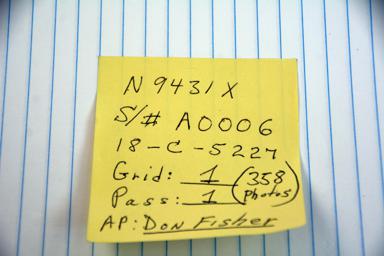 N9431X
S/# A0006
18-C-5227
Grid: 1 (358
Pass: 1 photos)
AP: Don Fisher